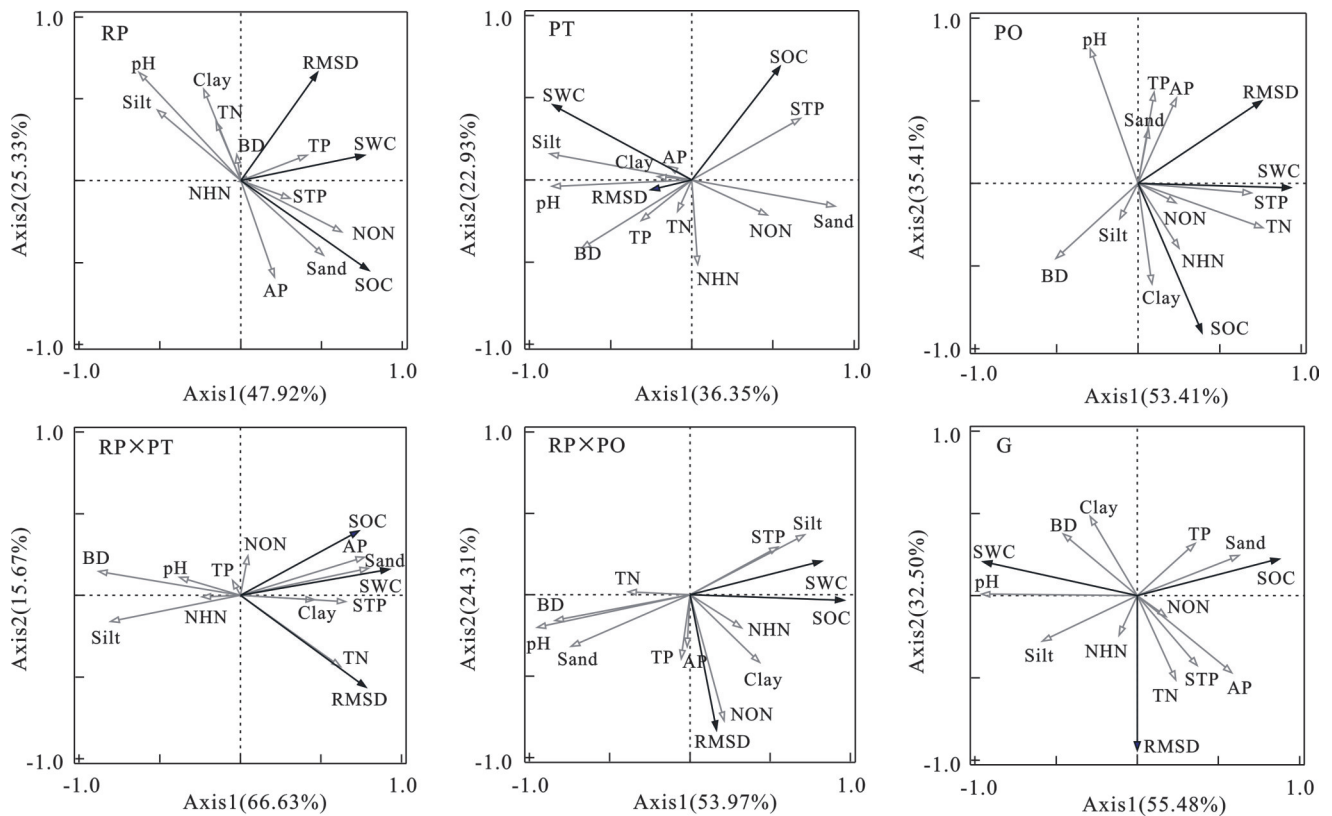 1.0
RP
pH
Clay
RMSD
Silt
TN
BD
TP
SWC
NHN
STP
NON
Sand
AP
SOC
-1.0
-1.0
1.0
Axis1(47.92%)
Axis2(25.33%)
1.0
PT
SOC
SWC
STP
Silt
Clay
AP
pH
RMSD
TP
TN
NON
Sand
BD
NHN
-1.0
-1.0
1.0
Axis1(36.35%)
Axis2(22.93%)
1.0
PO
pH
TP
AP
RMSD
Sand
SWC
STP
NON
Silt
TN
NHN
BD
Clay
SOC
-1.0
-1.0
1.0
Axis1(53.41%)
Axis2(35.41%)
1.0
RP×PT
SOC
NON
AP
BD
pH
TP
Sand
SWC
NHN
Clay
STP
Silt
TN
RMSD
-1.0
-1.0
1.0
Axis1(66.63%)
Axis2(15.67%)
1.0
RP×PO
Silt
STP
TN
SWC
BD
SOC
pH
NHN
Sand
TP
AP
Clay
NON
RMSD
-1.0
-1.0
1.0
Axis1(53.97%)
Axis2(24.31%)
1.0
G
Clay
BD
TP
Sand
SWC
SOC
pH
NON
Silt
NHN
STP
TN
AP
RMSD
-1.0
-1.0
1.0
Axis1(55.48%)
Axis2(32.50%)